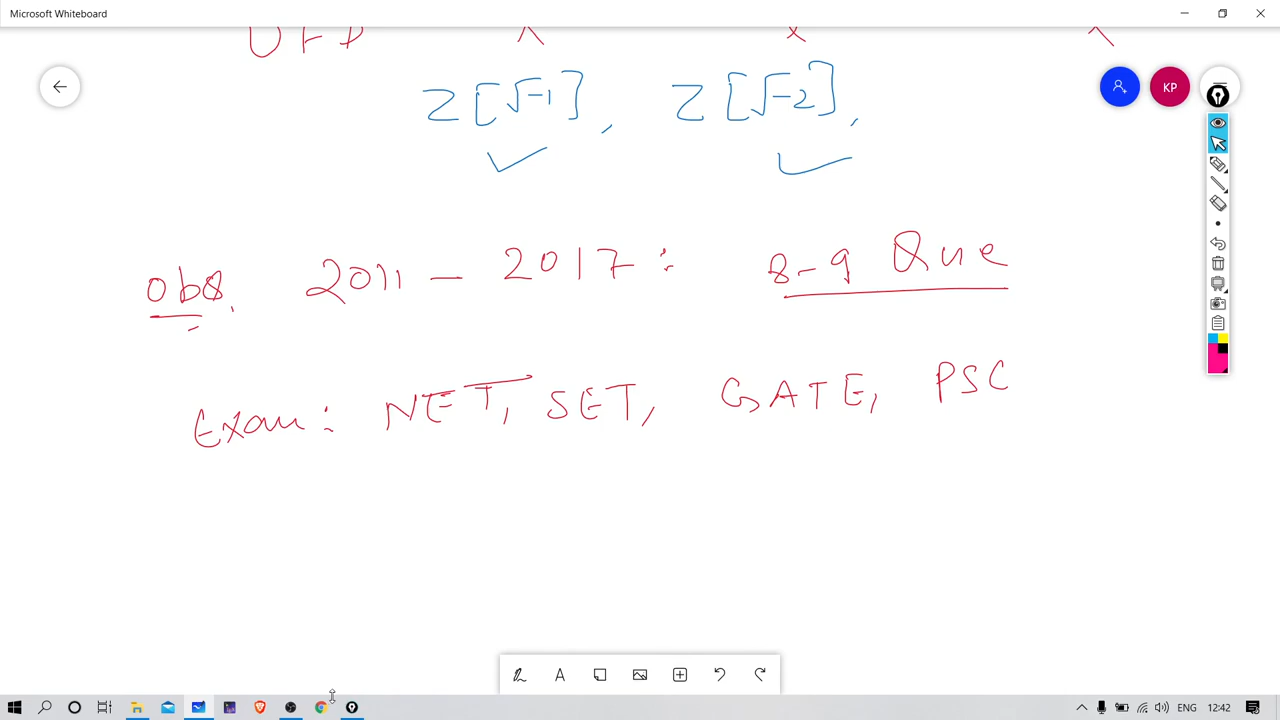 Microsoft Whiteboard
UFD x x x
Z[√-1], Z[√-2],
KP
obs. 2011 - 2017 : 8-9 Que
Exam : NET, SET, GATE, PSC
A
ENG 12:42